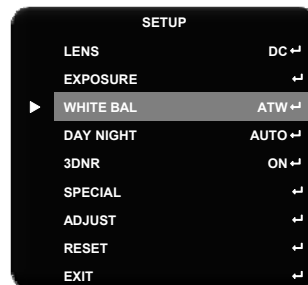 SETUP
LENS DC↵
EXPOSURE ↵
WHITE BAL ATW↵
DAY NIGHT AUTO↵
3DNR ON↵
SPECIAL ↵
ADJUST ↵
RESET ↵
EXIT ↵